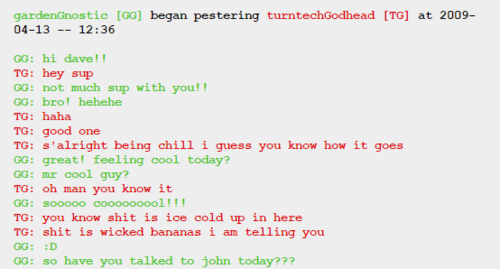 gardenGnostic [GG] began pestering turntechGodhead [TG] at 2009-
04-13 -- 12:36
GG: hi dave!!
TG: hey sup
GG: not much sup with you!!
GG: bro! hehehe
TG: haha
TG: good one
TG: s'alright being chill i guess you know how it goes
GG: great! feeling cool today?
GG: mr cool guy?
TG: oh man you know it
GG: sooooo cooooooool!!!
TG: you know shit is ice cold up in here
TG: shit is wicked bananas i am telling you
GG: :D
GG: so have you talked to john today???